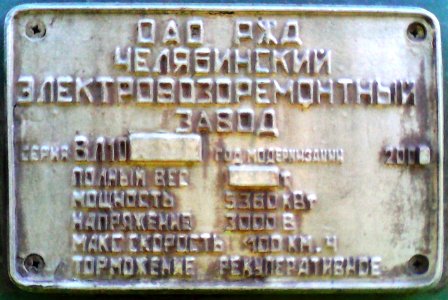 ОАО РЖД
ЧЕЛЯБИНСКИЙ
ЭЛЕКТРОВОЗОРЕМОНТНЫЙ
ЗАВОД
СЕРИЯ ВЛ10 ГОД МОДЕРНИЗАЦИИ
ПОЛНЫЙ ВЕС Т
МОЩНОСТЬ 5360 КВТ
НАПРЯЖЕНИЕ 3000 В
МАКС СКОРОСТЬ 100 КМ.Ч
ТОРМОЖЕНИЕ РЕКУПЕРАТИВНОЕ